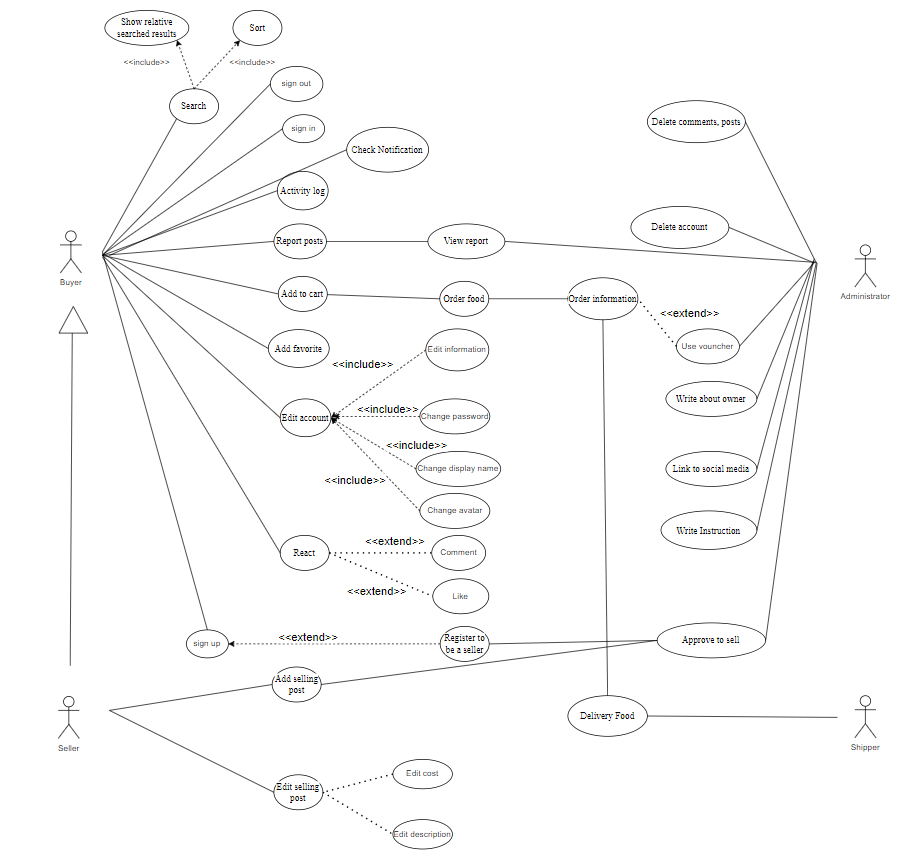 Show relative
searched results
Sort
<<include>>
<<include>>
sign out
Search
sign in
Delete comments, posts
Check Notification
Activity log
Delete account
Report posts
View report
Buyer
Administrator
Add to cart
Order food
Order information
<<extend>>
Use vouncher
Add favorite
Edit information
<<include>>
Write about owner
<<include>>
Edit account
Change password
<<include>>
Change display name
Link to social media
<<include>>
Change avatar
Write Instruction
<<extend>>
React
Comment
<<extend>>
Like
<<extend>>
sign up
Register to
be a seller
Approve to sell
Add selling
post
Delivery Food
Seller
Shipper
Edit cost
Edit selling
post
Edit description